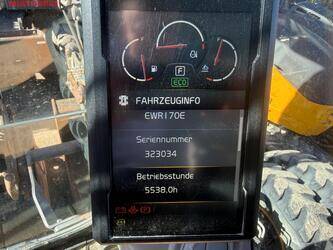 F
ECO
FAHRZEUGINFO
EWR170E
Seriennummer
323034
Betriebsstunde
5538.0h